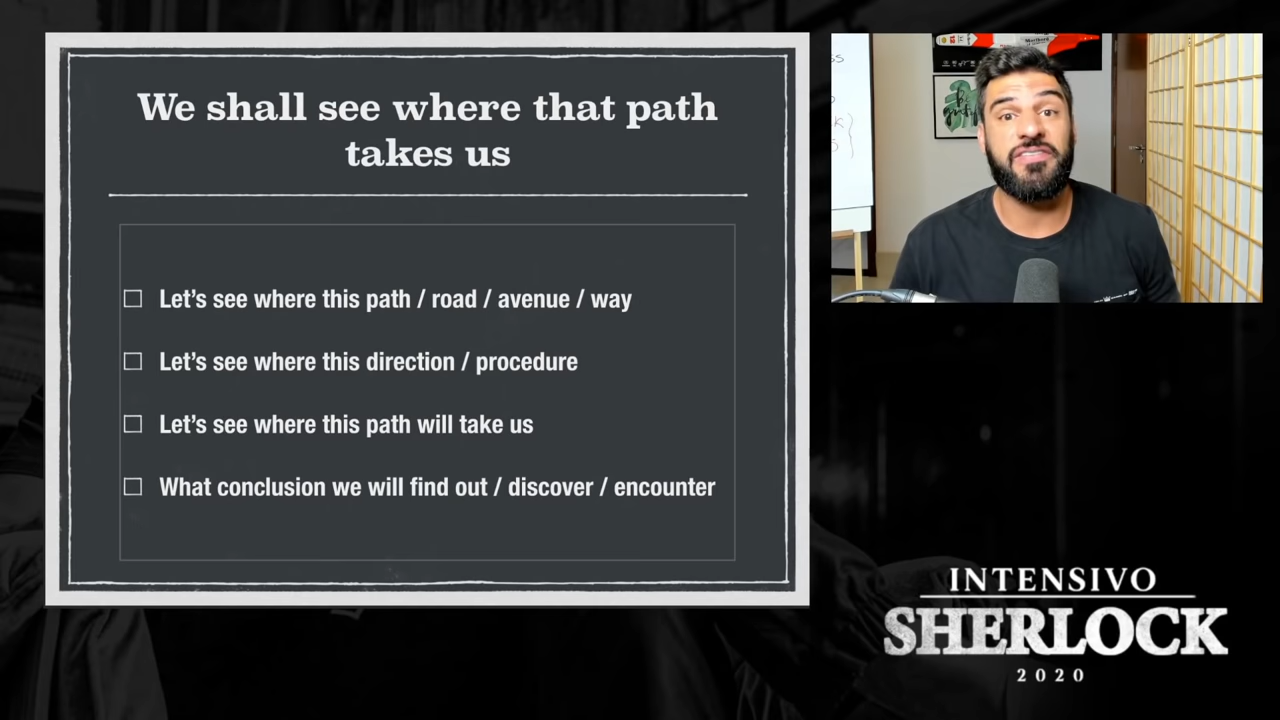 We shall see where that path
takes us
☐ Let's see where this path / road / avenue / way
☐ Let's see where this direction / procedure
☐ Let's see where this path will take us
☐ What conclusion we will find out / discover / encounter
Marlboro
INTENSIVO
SHERLOCK
2020